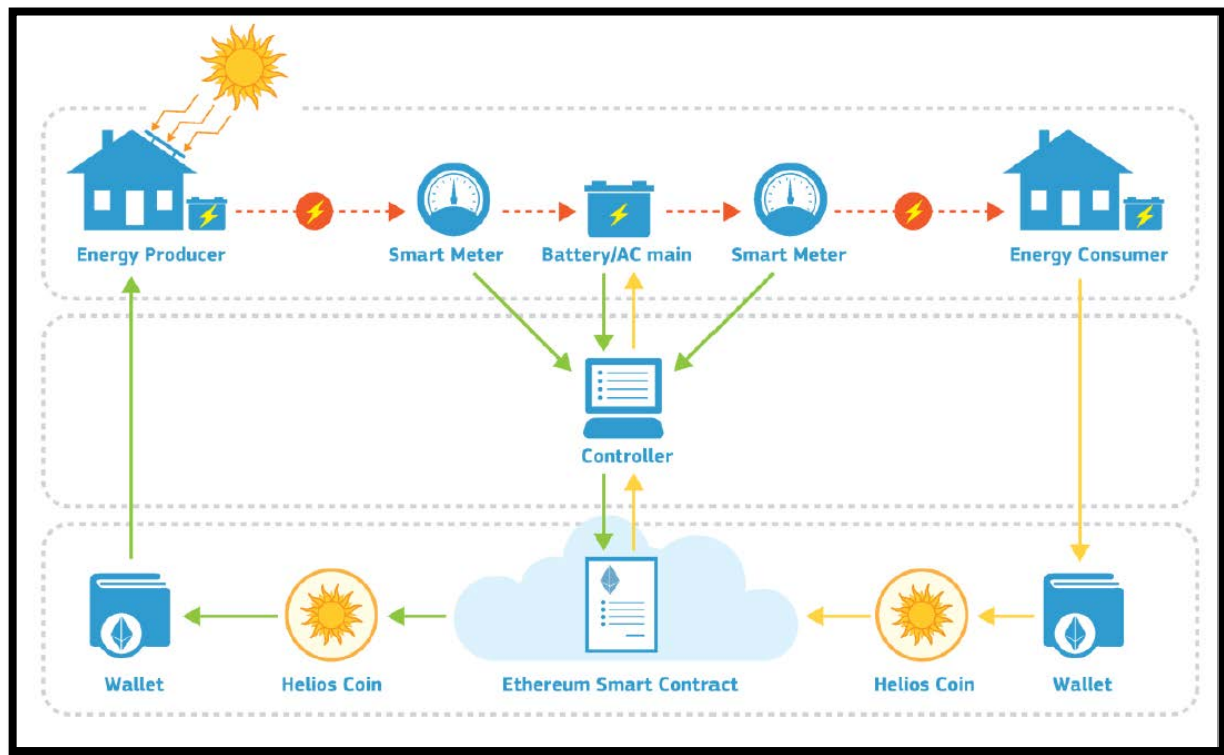 Energy Producer
Smart Meter
Battery/AC main
Smart Meter
Energy Consumer
Controller
Wallet
Helios Coin
Ethereum Smart Contract
Helios Coin
Wallet